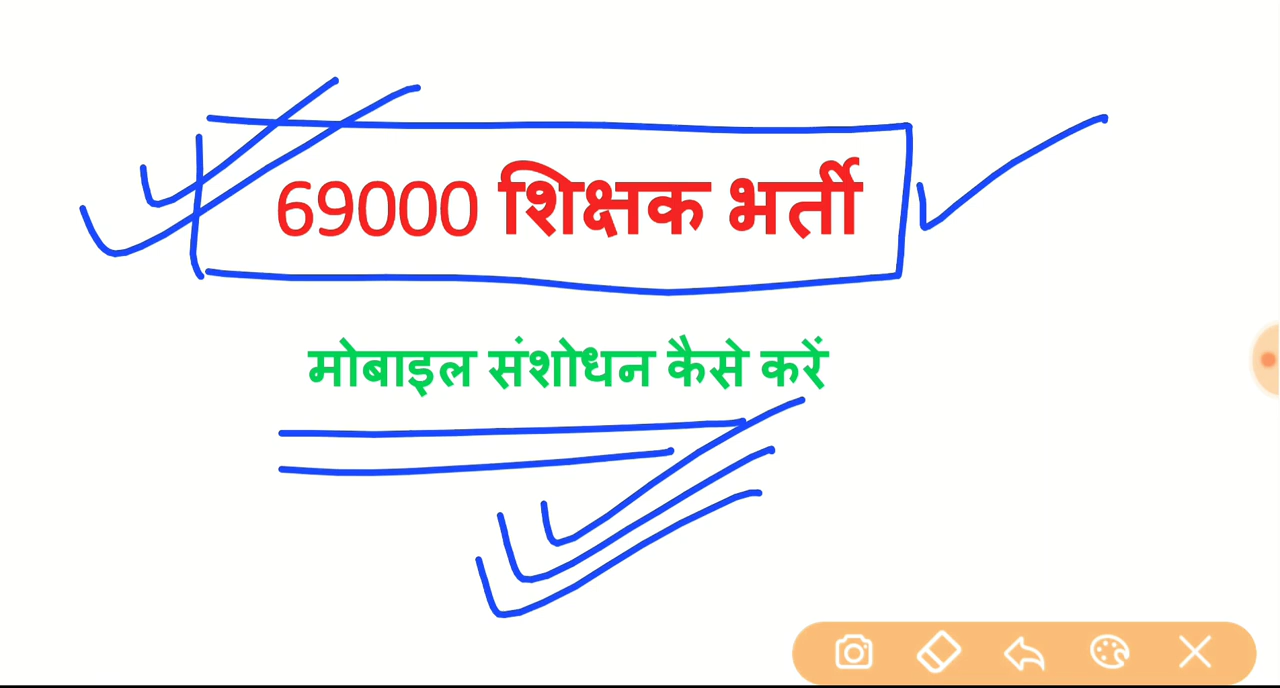 69000 शिक्षक भर्ती
मोबाइल संशोधन कैसे करें